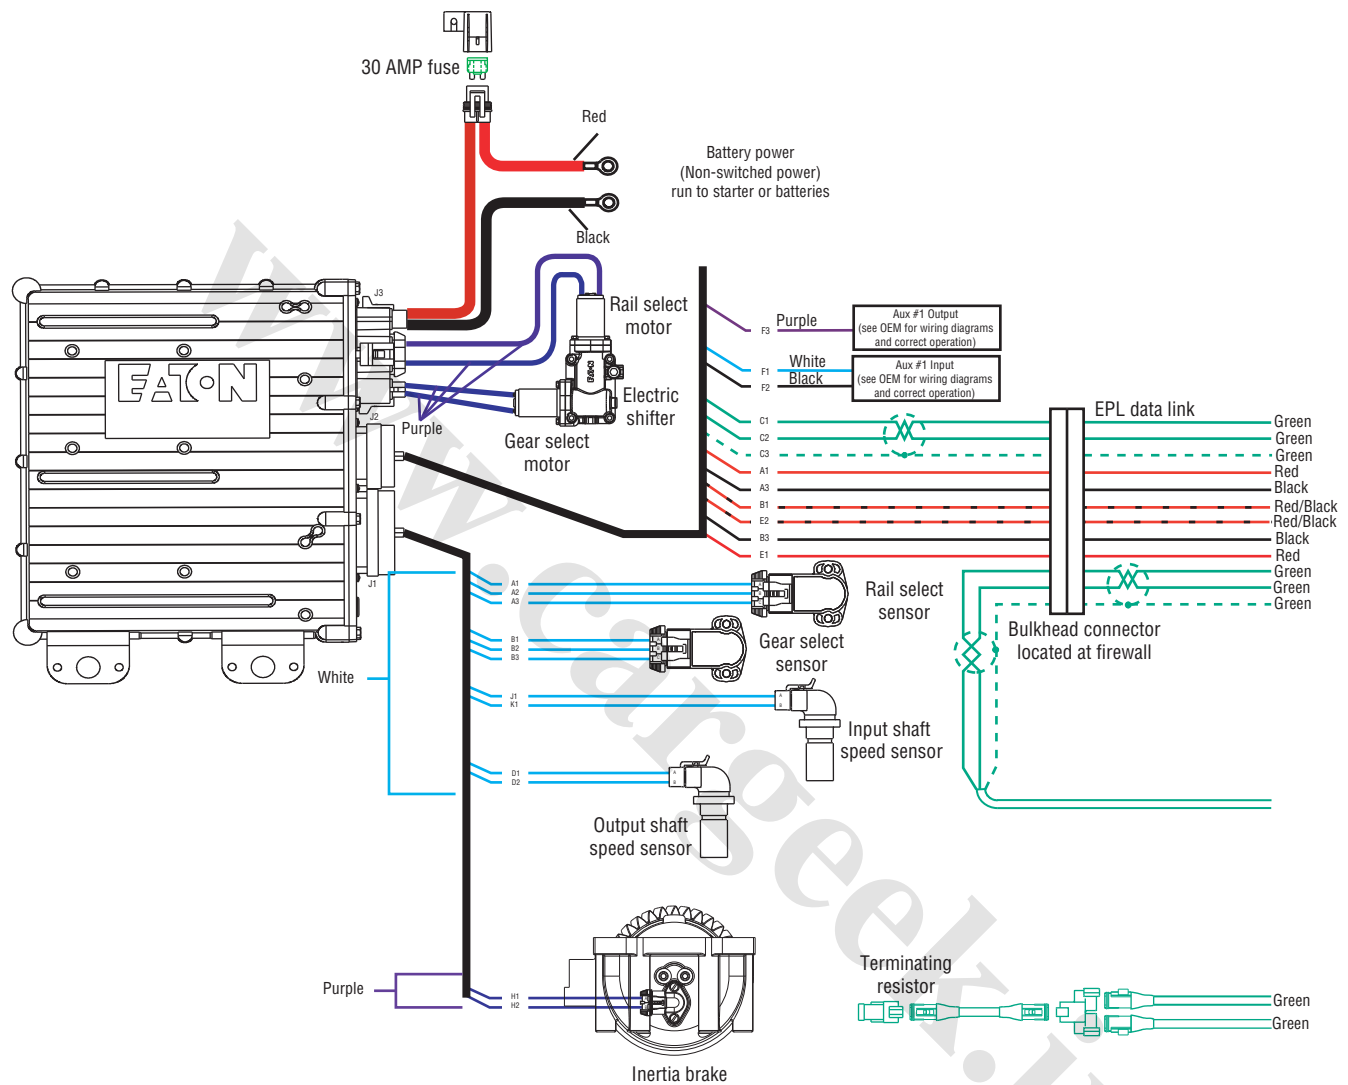 30 AMP fuse
Red
Battery power
(Non-switched power)
run to starter or batteries
Black
J3
Rail select
motor
F3
Purple
Aux #1 Output
(see OEM for wiring diagrams
and correct operation)
F1
White
F2
Black
Aux #1 Input
(see OEM for wiring diagrams
and correct operation)
EATON
EATON
Electric
shifter
J2
Purple
Gear select
motor
EPL data link
C1
Green
C2
Green
C3
Green
A1
Red
A3
Black
B1
Red/Black
E2
Red/Black
B3
Black
E1
Red
Green
Green
Green
J1
A1
A2
A3
Rail select
sensor
Bulkhead connector
located at firewall
B1
B2
B3
Gear select
sensor
White
J1
K1
A
B
Input shaft
speed sensor
D1
D2
A
B
Output shaft
speed sensor
Purple
H1
H2
Inertia brake
Terminating
resistor
Green
Green
www.cargeek.i